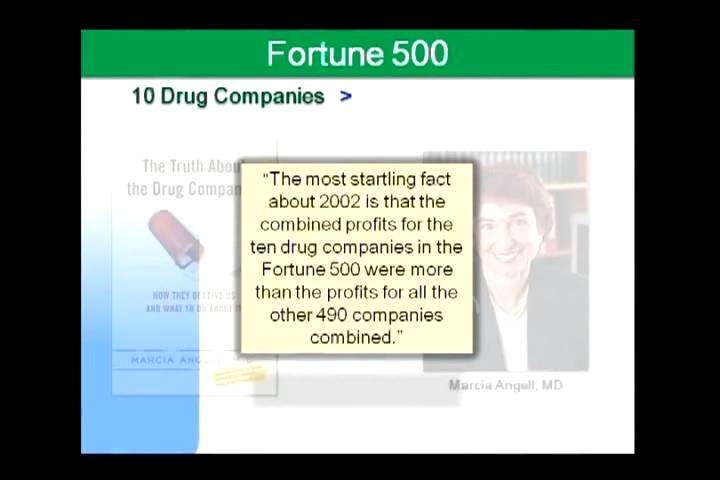 Fortune 500
10 Drug Companies >
The Truth About
the Drug Compan
"The most startling fact
about 2002 is that the
combined profits for the
ten drug companies in the
Fortune 500 were more
than the profits for all the
other 490 companies
combined."
HOW THEY DECEIVE US
AND WHAT TO DO ABOUT IT
MARCIA ANGELL, M.D.
Marcia Angell, MD